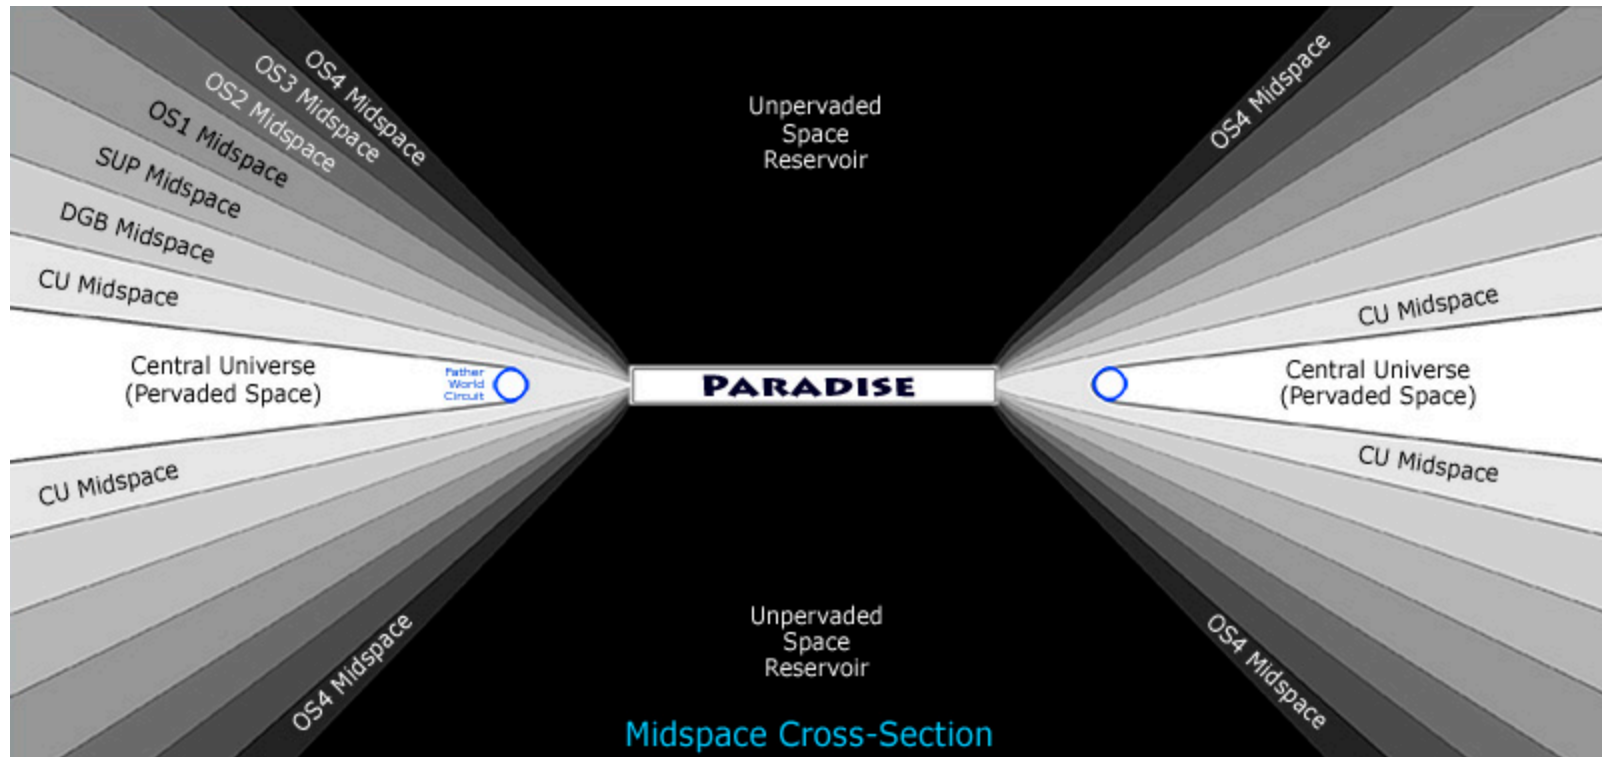 OS4 Midspace
OS3 Midspace
OS2 Midspace
OS1 Midspace
SUP Midspace
DGB Midspace
CU Midspace
Central Universe
(Pervaded Space)
Father
World
Circuit
CU Midspace
OS4 Midspace
Unpervaded
Space
Reservoir
PARADISE
Unpervaded
Space
Reservoir
OS4 Midspace
CU Midspace
Central Universe
(Pervaded Space)
CU Midspace
OS4 Midspace
Midspace Cross-Section